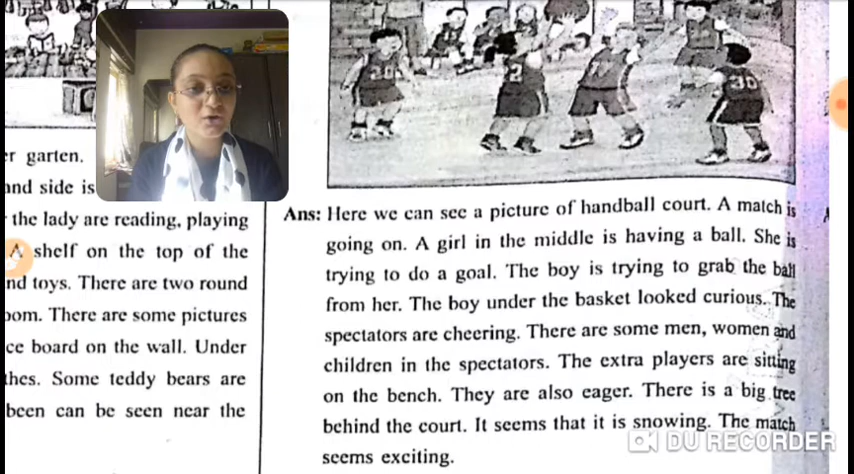 er garten.
and side is
the lady are reading, playing
A shelf on the top of the
nd toys. There are two round
oom. There are some pictures
ce board on the wall. Under
thes. Some teddy bears are
been can be seen near the
20
2
11
30
Ans: Here we can see a picture of handball court. A match is
going on. A girl in the middle is having a ball. She is
trying to do a goal. The boy is trying to grab the ball
from her. The boy under the basket looked curious. The
spectators are cheering. There are some men, women and
children in the spectators. The extra players are sitting
on the bench. They are also eager. There is a big tree
behind the court. It seems that it is snowing. The match
seems exciting.
DU RECORDER